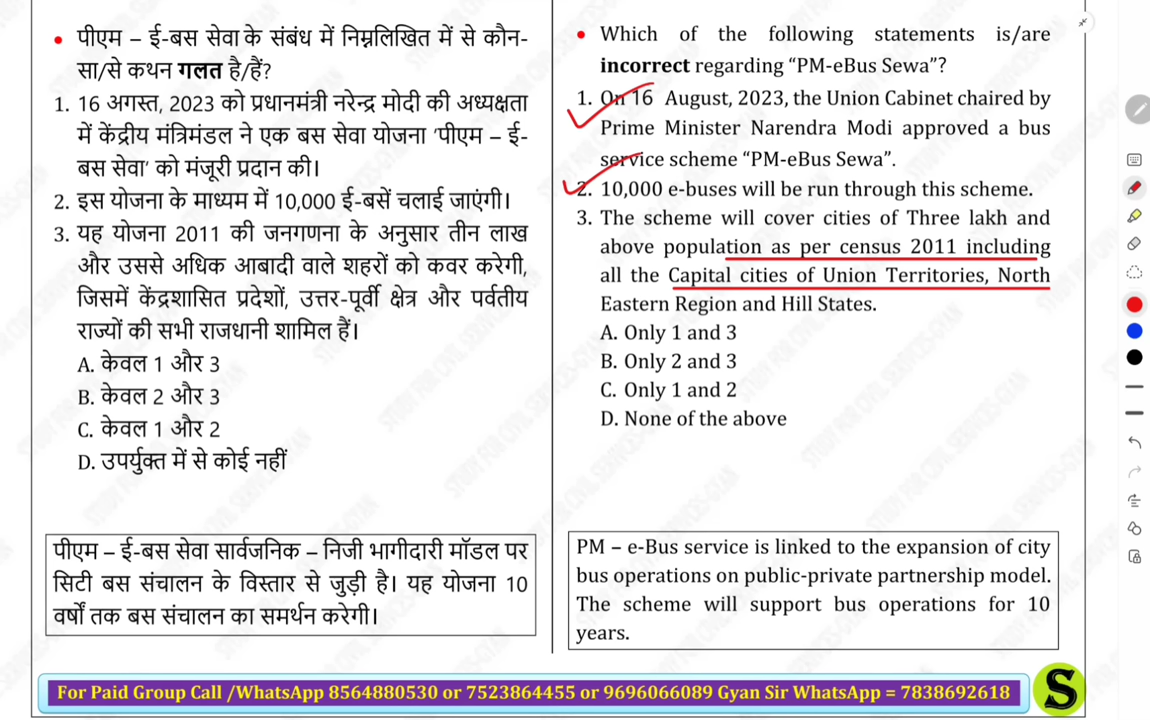 • पीएम – ई-बस सेवा के संबंध में निम्नलिखित में से कौन-
सा/से कथन गलत है/हैं?
1. 16 अगस्त, 2023 को प्रधानमंत्री नरेन्द्र मोदी की अध्यक्षता
में केंद्रीय मंत्रिमंडल ने एक बस सेवा योजना ‘पीएम – ई-
बस सेवा’ को मंजूरी प्रदान की।
2. इस योजना के माध्यम में 10,000 ई-बसें चलाई जाएंगी।
3. यह योजना 2011 की जनगणना के अनुसार तीन लाख
और उससे अधिक आबादी वाले शहरों को कवर करेगी,
जिसमें केंद्रशासित प्रदेशों, उत्तर-पूर्वी क्षेत्र और पर्वतीय
राज्यों की सभी राजधानी शामिल हैं।
A. केवल 1 और 3
B. केवल 2 और 3
C. केवल 1 और 2
D. उपर्युक्त में से कोई नहीं
पीएम – ई-बस सेवा सार्वजनिक – निजी भागीदारी मॉडल पर
सिटी बस संचालन के विस्तार से जुड़ी है। यह योजना 10
वर्षों तक बस संचालन का समर्थन करेगी।
• Which of the following statements is/are
incorrect regarding “PM-eBus Sewa”?
1. On 16 August, 2023, the Union Cabinet chaired by
Prime Minister Narendra Modi approved a bus
service scheme “PM-eBus Sewa”.
2. 10,000 e-buses will be run through this scheme.
3. The scheme will cover cities of Three lakh and
above population as per census 2011 including
all the Capital cities of Union Territories, North
Eastern Region and Hill States.
A. Only 1 and 3
B. Only 2 and 3
C. Only 1 and 2
D. None of the above
PM – e-Bus service is linked to the expansion of city
bus operations on public-private partnership model.
The scheme will support bus operations for 10
years.
For Paid Group Call /WhatsApp 8564880530 or 7523864455 or 9696066089 Gyan Sir WhatsApp = 7838692618
S